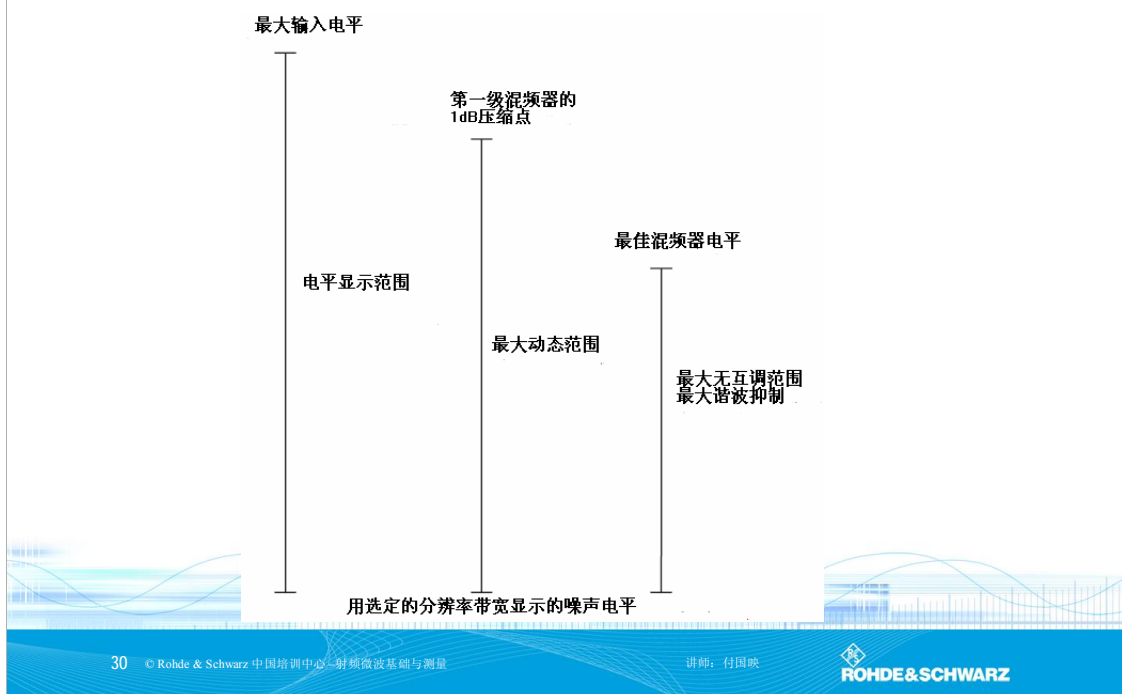 最大输入电平
第一级混频器的
1dB压缩点
最佳混频器电平
电平显示范围
最大动态范围
最大无互调范围
最大谐波抑制
用选定的分辨率带宽显示的噪声电平
30 © Rohde & Schwarz 中国培训中心 –射频微波基础与测量
讲师：付国映
ROHDE&SCHWARZ